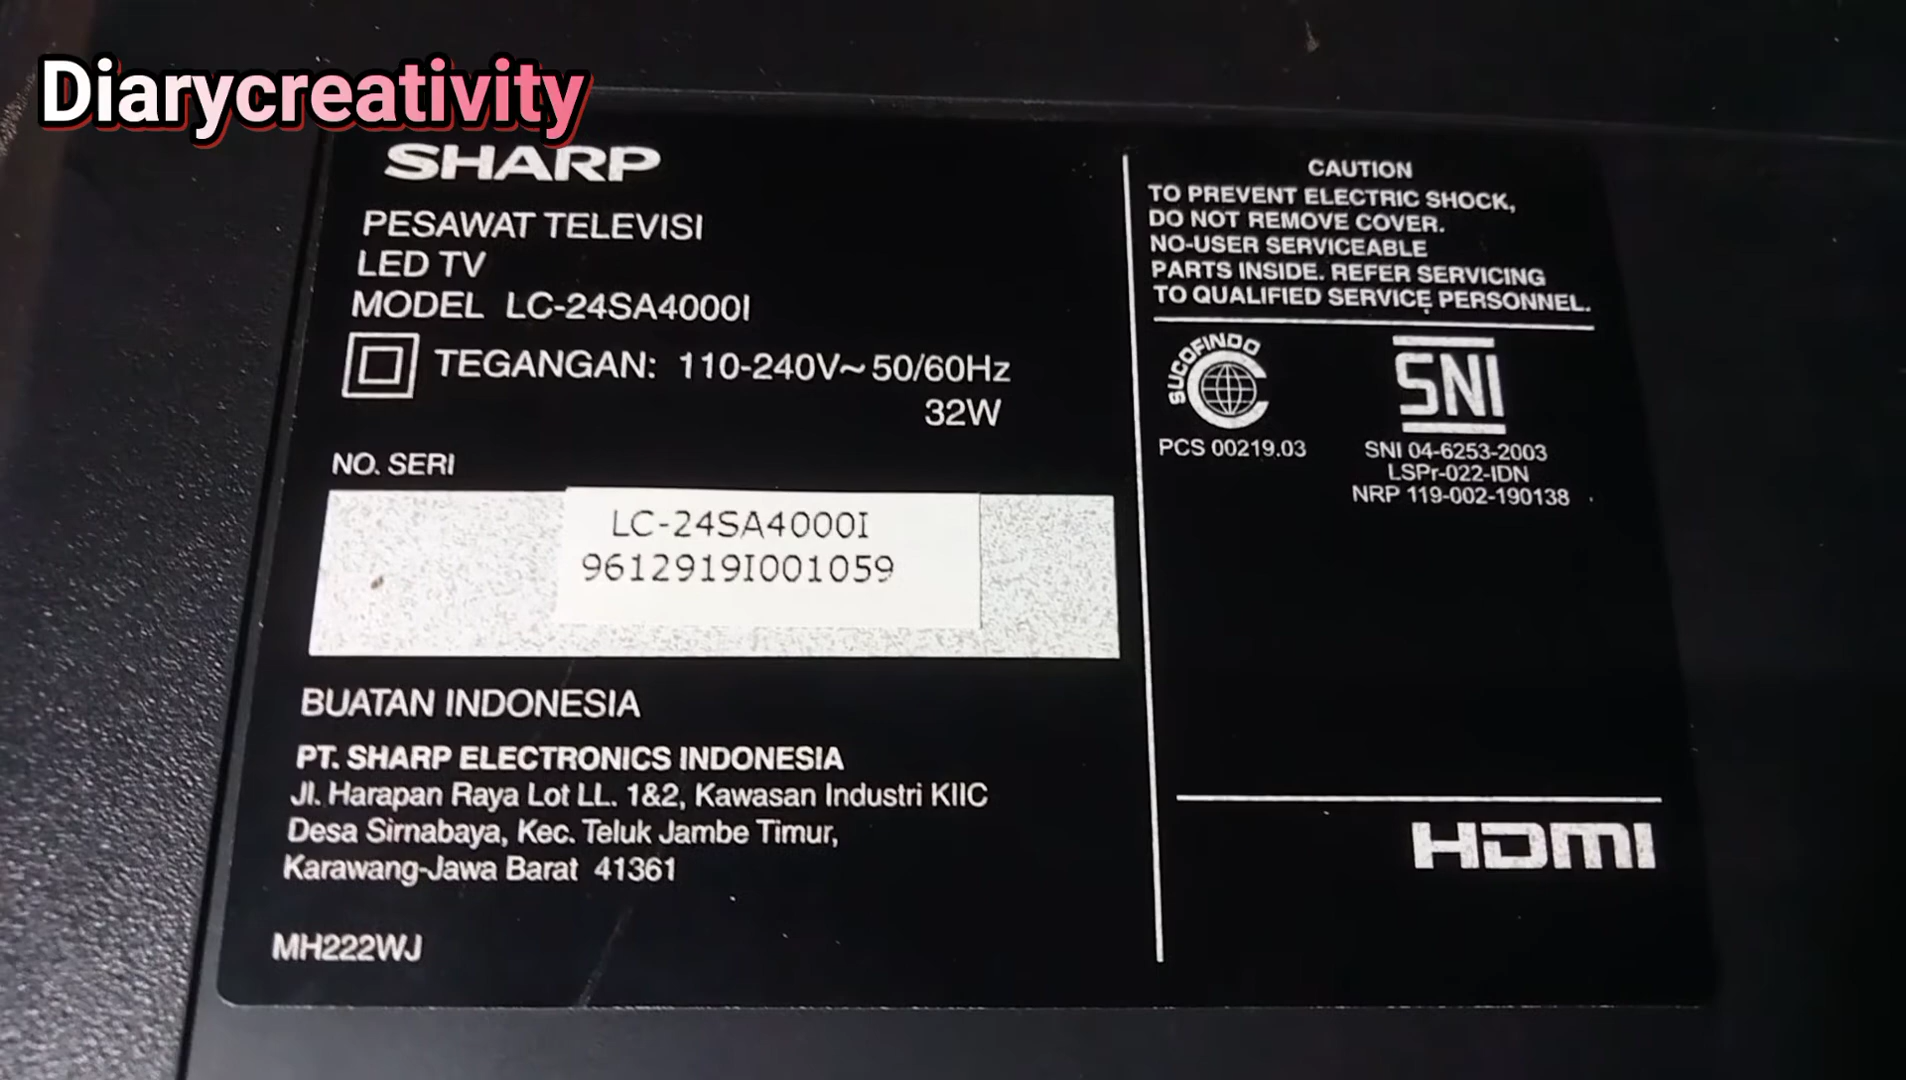 Diarycreativity
SHARP
PESAWAT TELEVISI
LED TV
MODEL LC-24SA4000I
TEGANGAN: 110-240V~50/60Hz
32W
NO. SERI
LC-24SA4000I
9612919I001059
BUATAN INDONESIA
PT. SHARP ELECTRONICS INDONESIA
Jl. Harapan Raya Lot LL. 1&2, Kawasan Industri KIIC
Desa Sirnabaya, Kec. Teluk Jambe Timur,
Karawang-Jawa Barat 41361
MH222WJ
CAUTION
TO PREVENT ELECTRIC SHOCK,
DO NOT REMOVE COVER.
NO-USER SERVICEABLE
PARTS INSIDE. REFER SERVICING
TO QUALIFIED SERVICE PERSONNEL.
SUCOFINDO
PCS 00219.03
SNI
SNI 04-6253-2003
LSPr-022-IDN
NRP 119-002-190138
HDMI